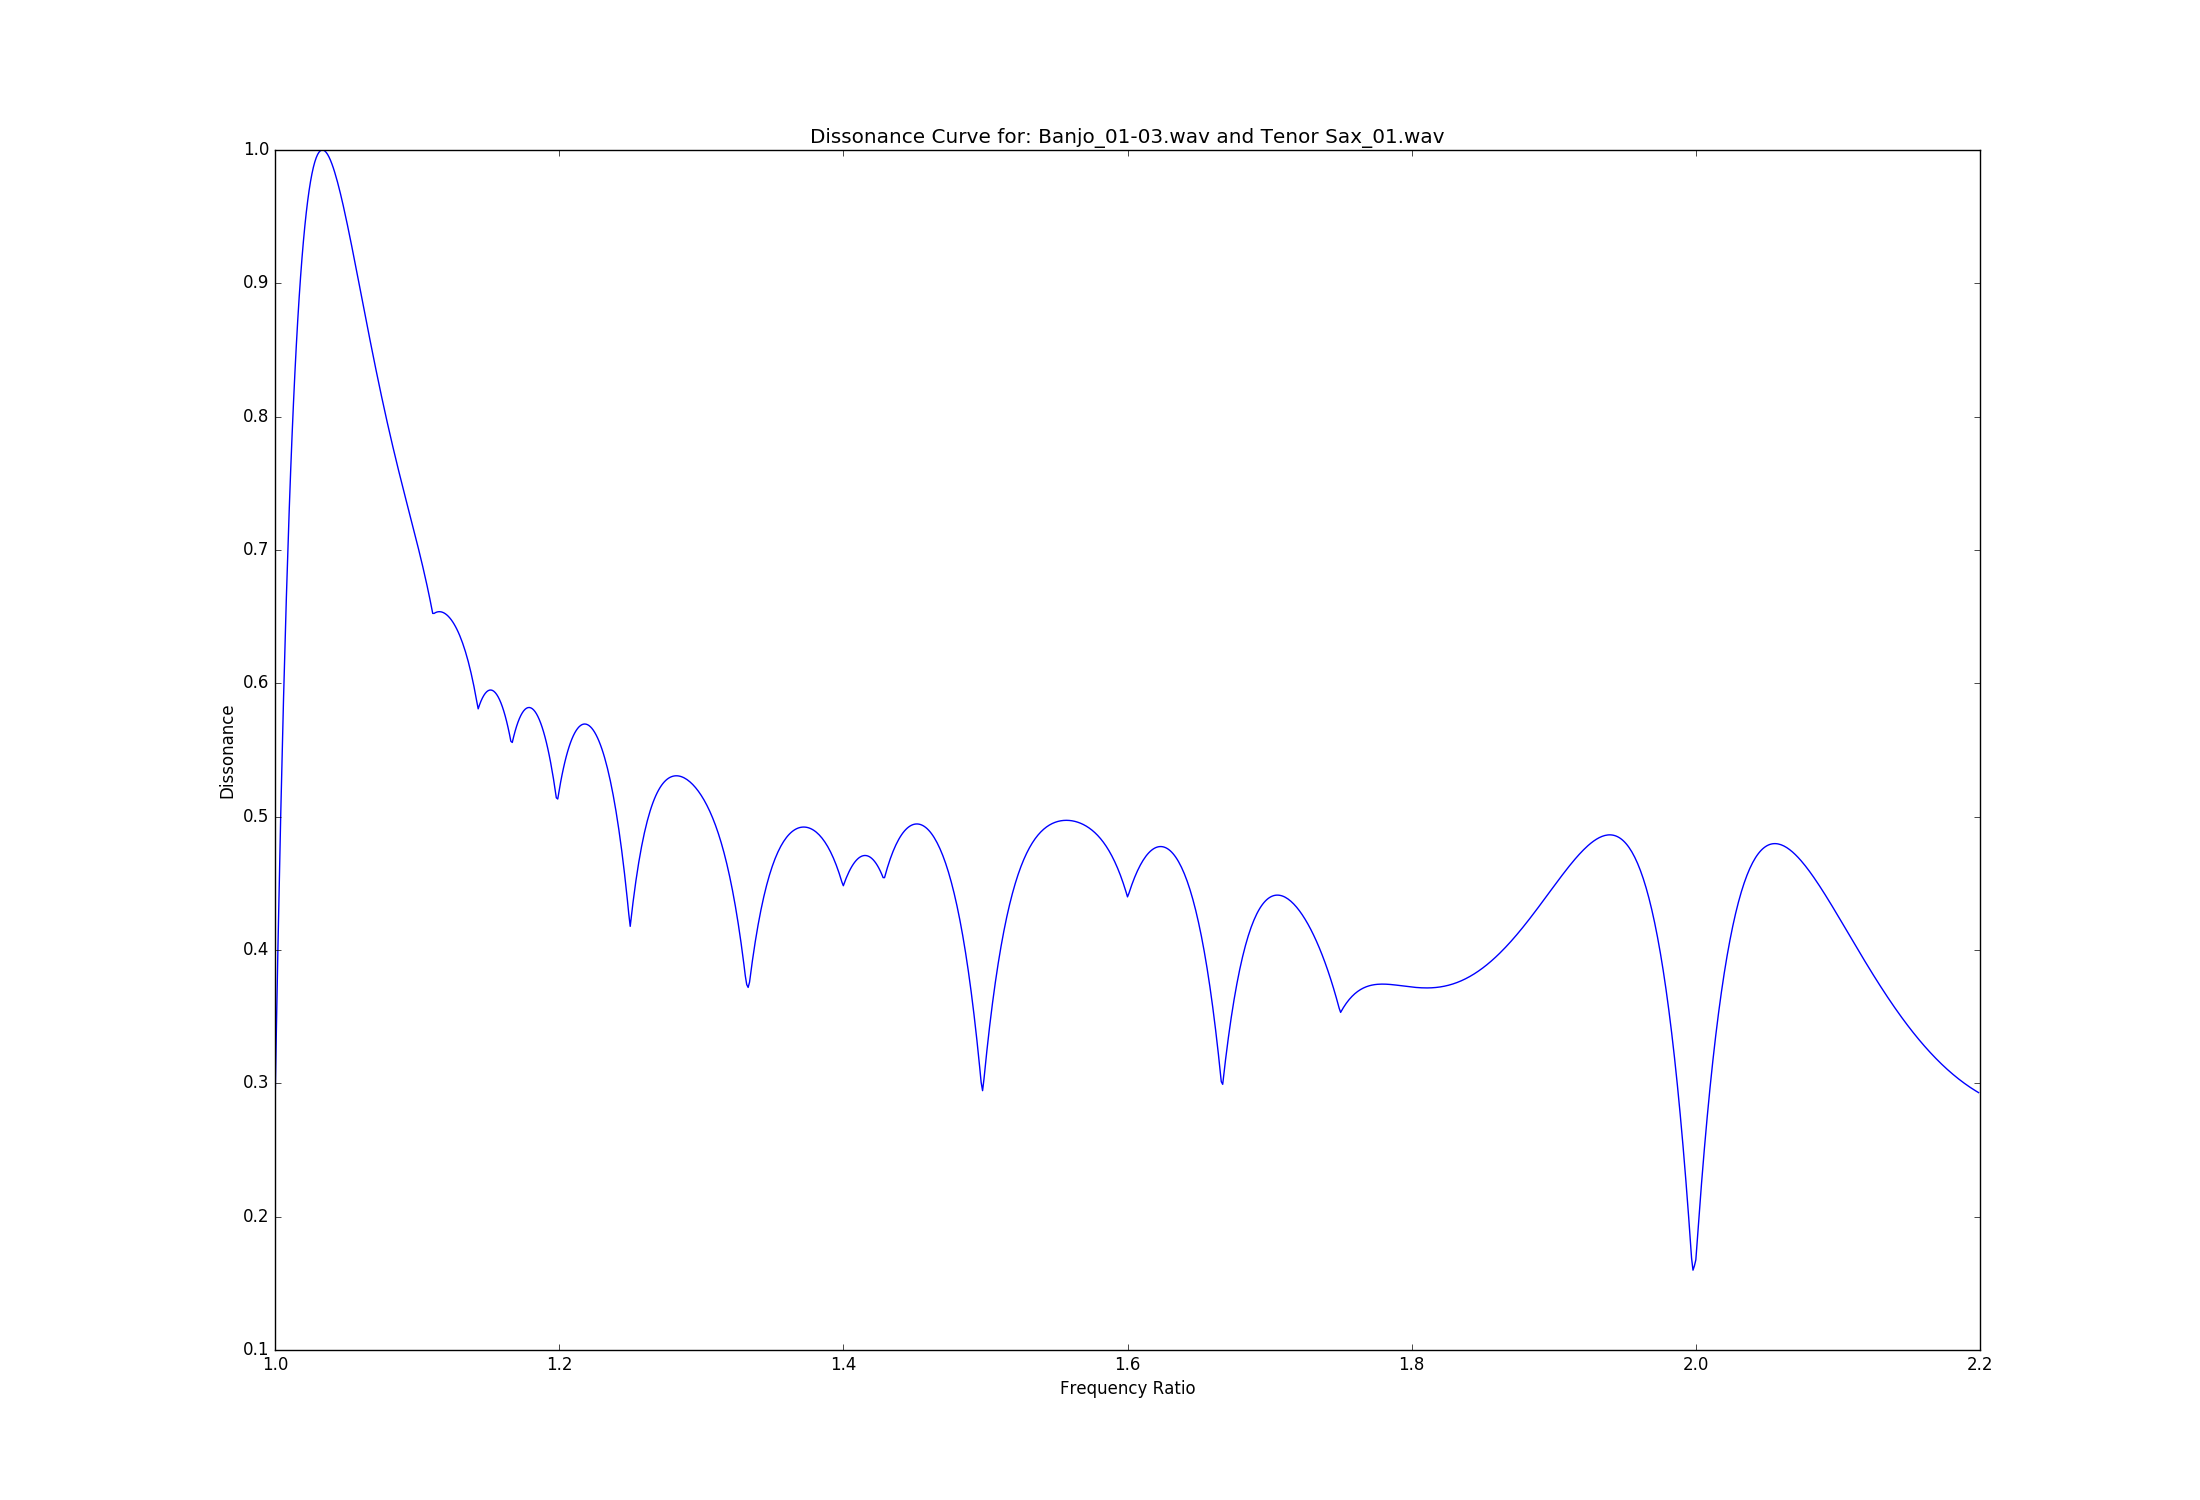 Dissonance Curve for: Banjo_01-03.wav and Tenor Sax_01.wav
1.0
0.9
0.8
0.7
0.6
0.5
0.4
0.3
0.2
0.1
Dissonance
1.0 1.2 1.4 1.6 1.8 2.0 2.2
Frequency Ratio